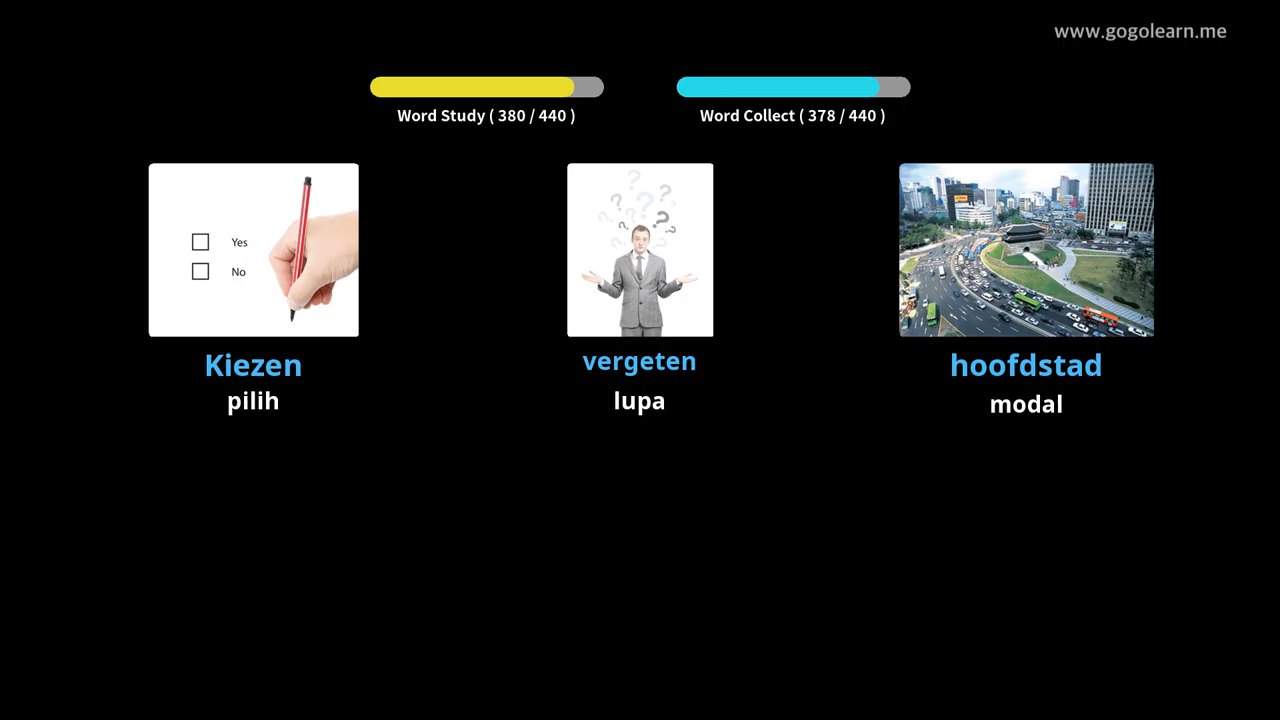 www.gogolearn.me
Word Study ( 380 / 440 )
Word Collect ( 378 / 440 )
Yes
No
Kiezen
pilih
vergeten
lupa
hoofdstad
modal